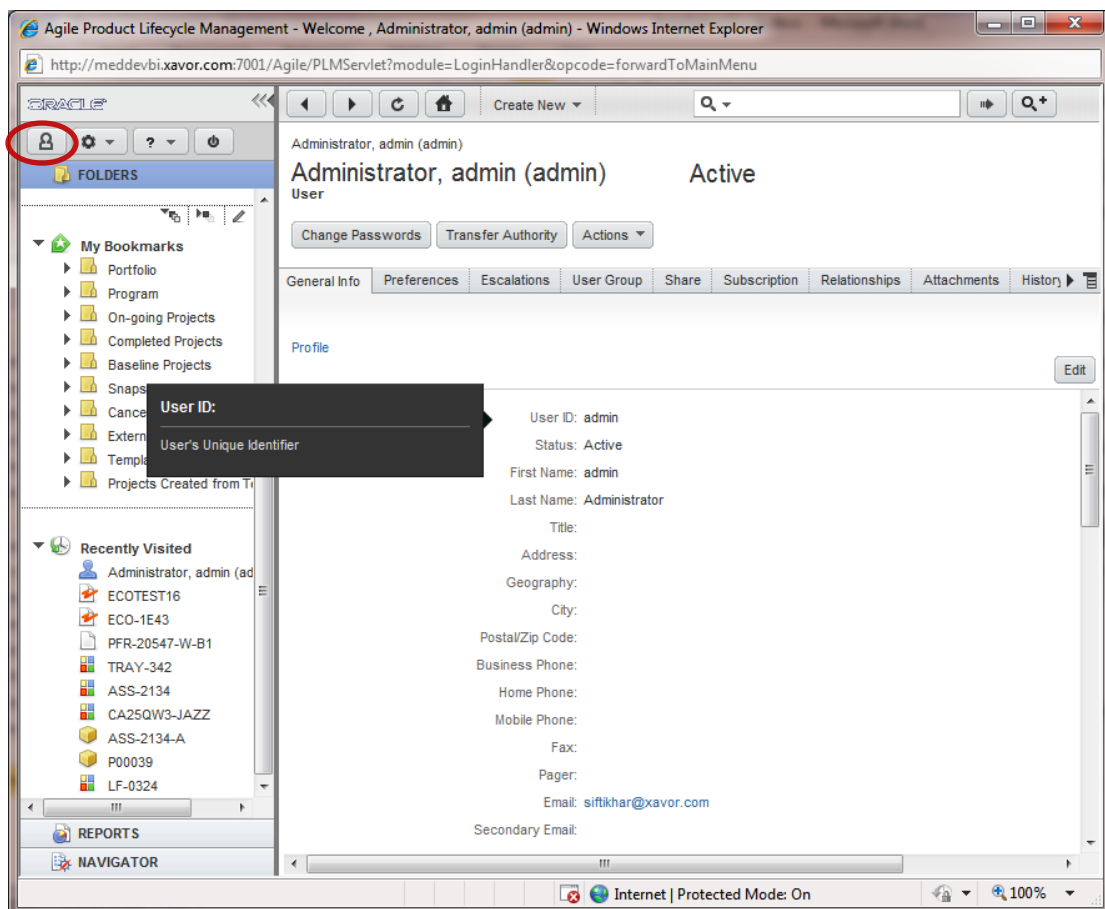 Agile Product Lifecycle Management - Welcome , Administrator, admin (admin) - Windows Internet Explorer
http://meddevbi.xavor.com:7001/Agile/PLMServlet?module=LoginHandler&opcode=forwardToMainMenu
ORACLE
Create New
?
FOLDERS
My Bookmarks
Portfolio
Program
On-going Projects
Completed Projects
Baseline Projects
Snaps
Cance
Extern
Templa
Projects Created from Te
Recently Visited
Administrator, admin (ad
ECOTEST16
ECO-1E43
PFR-20547-W-B1
TRAY-342
ASS-2134
CA25QW3-JAZZ
ASS-2134-A
P00039
LF-0324
REPORTS
NAVIGATOR
Administrator, admin (admin)
Administrator, admin (admin) Active
User
Change Passwords Transfer Authority Actions
General Info Preferences Escalations User Group Share Subscription Relationships Attachments History
Profile
Edit
User ID:
User's Unique Identifier
User ID: admin
Status: Active
First Name: admin
Last Name: Administrator
Title:
Address:
Geography:
City:
Postal/Zip Code:
Business Phone:
Home Phone:
Mobile Phone:
Fax:
Pager:
Email: siftikhar@xavor.com
Secondary Email:
Internet | Protected Mode: On 100%